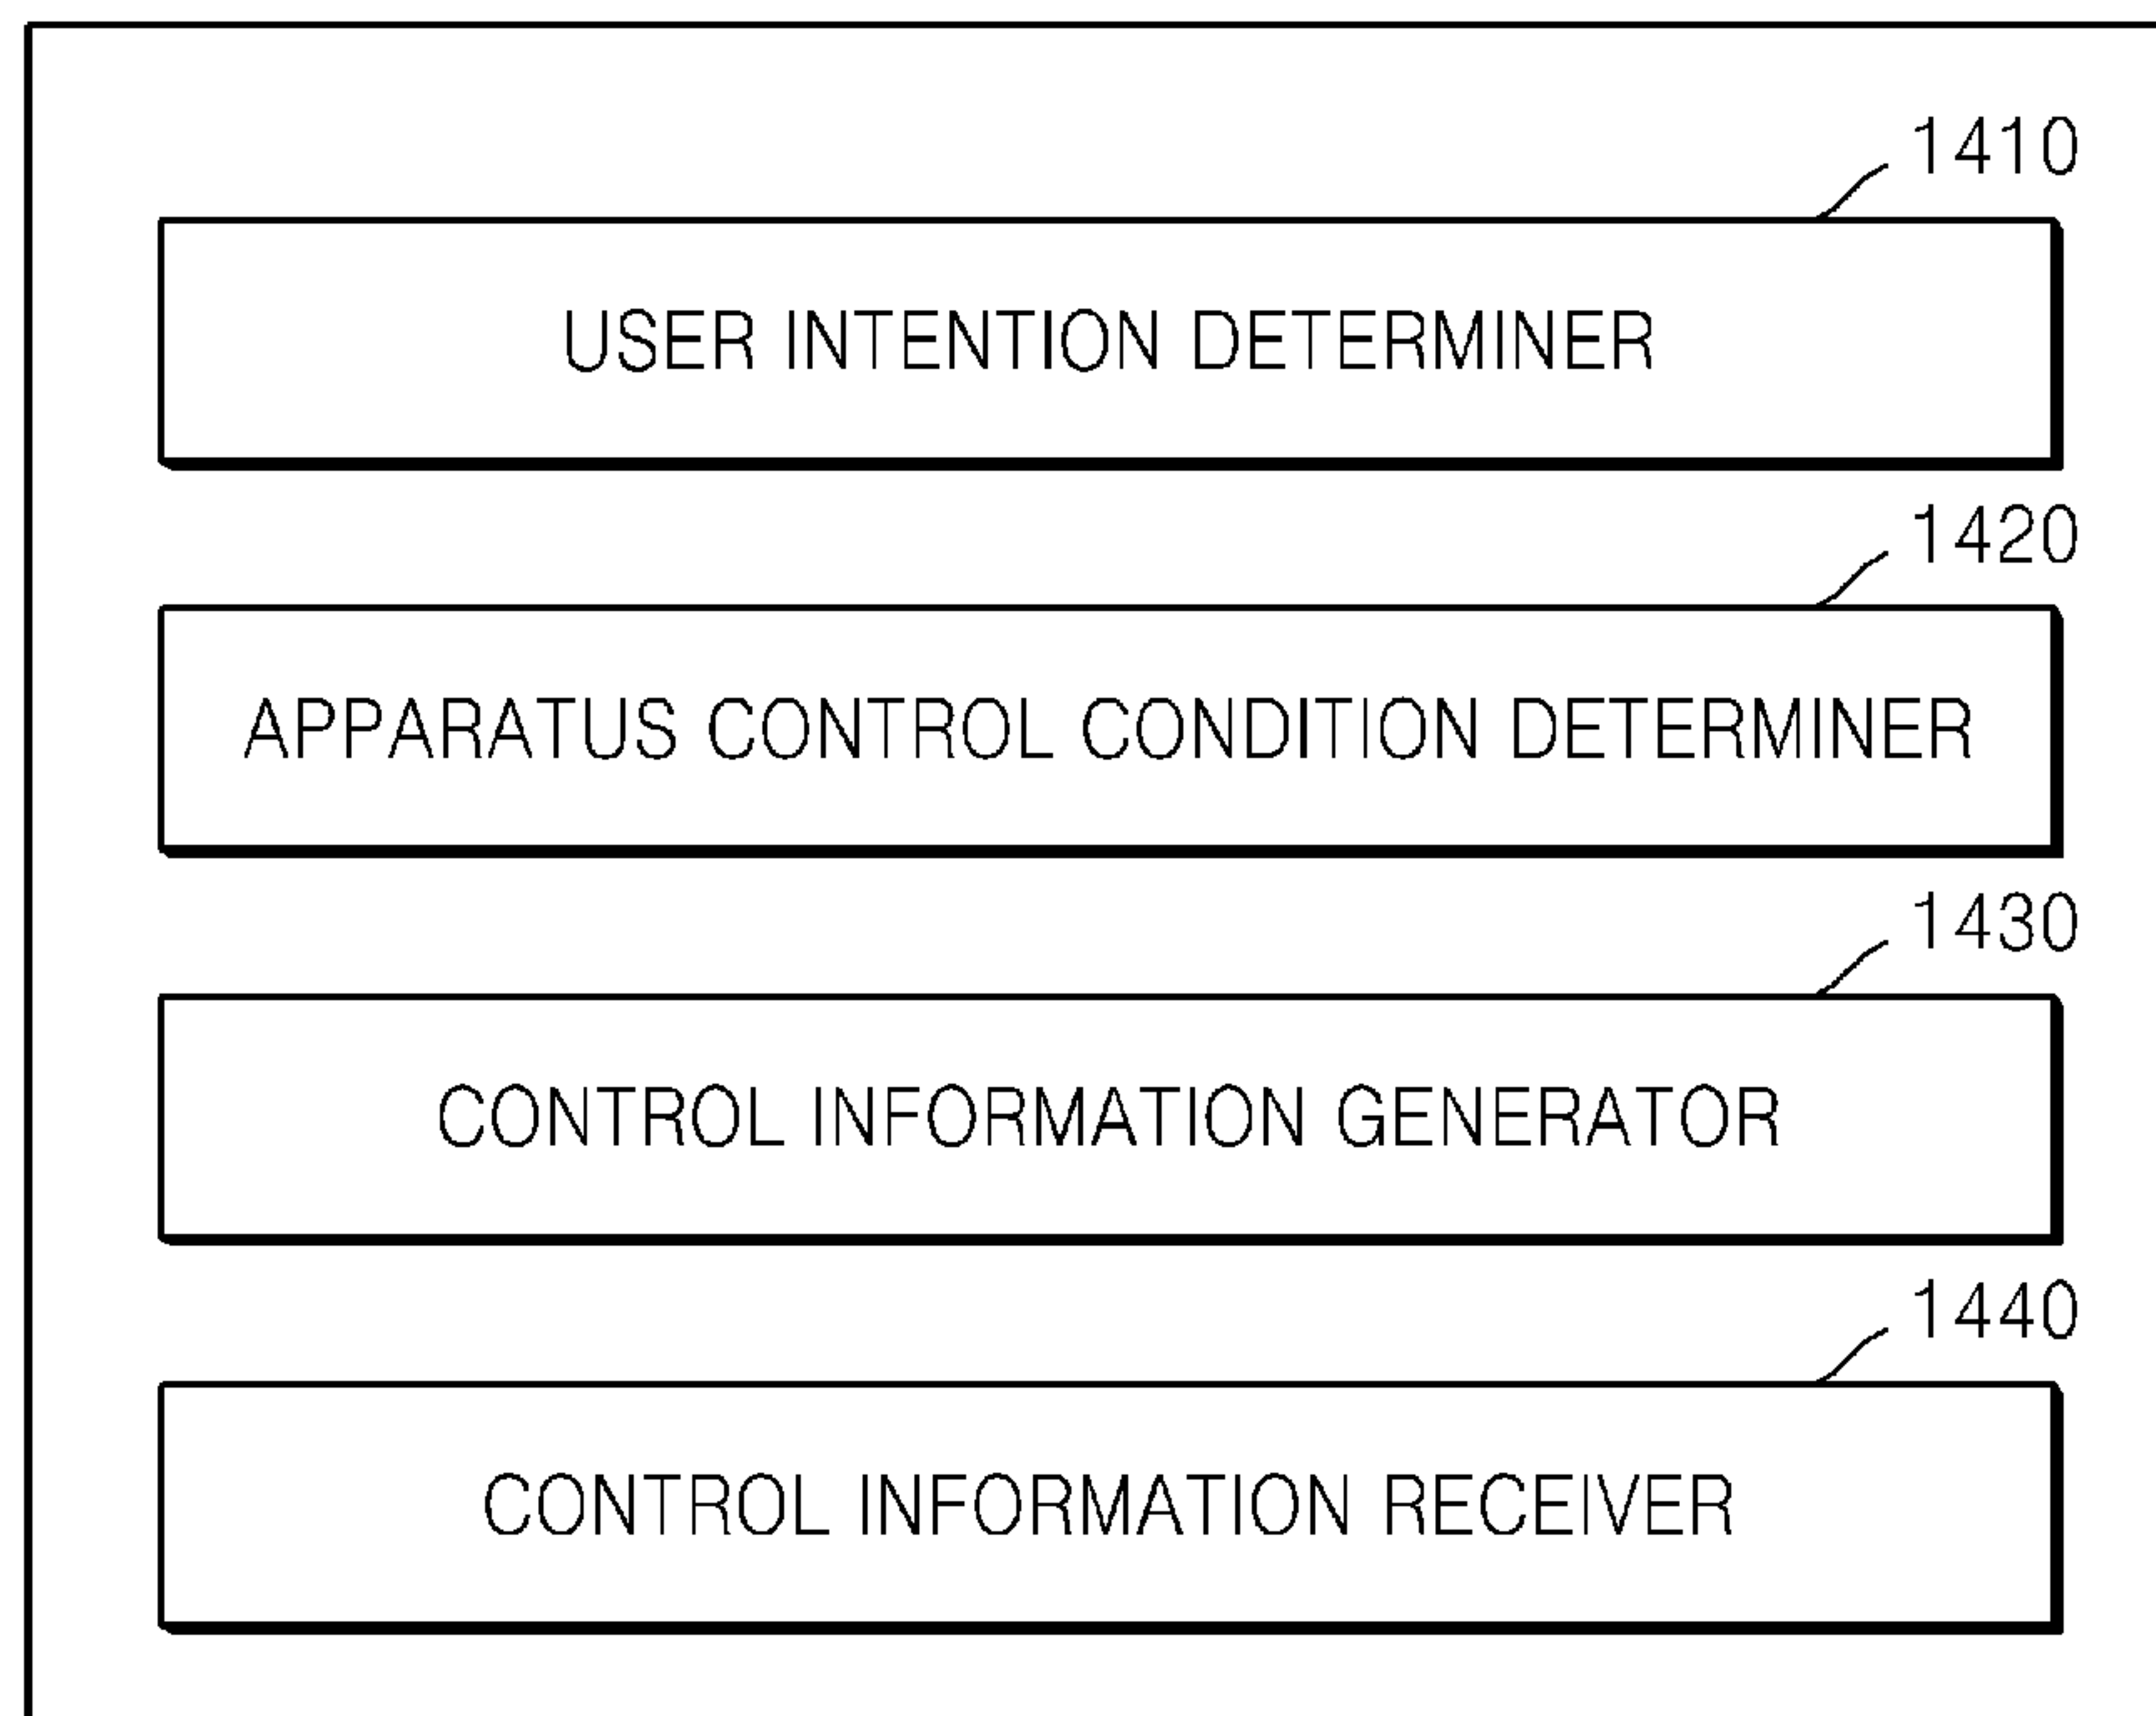 1410
USER INTENTION DETERMINER
1420
APPARATUS CONTROL CONDITION DETERMINER
1430
CONTROL INFORMATION GENERATOR
1440
CONTROL INFORMATION RECEIVER